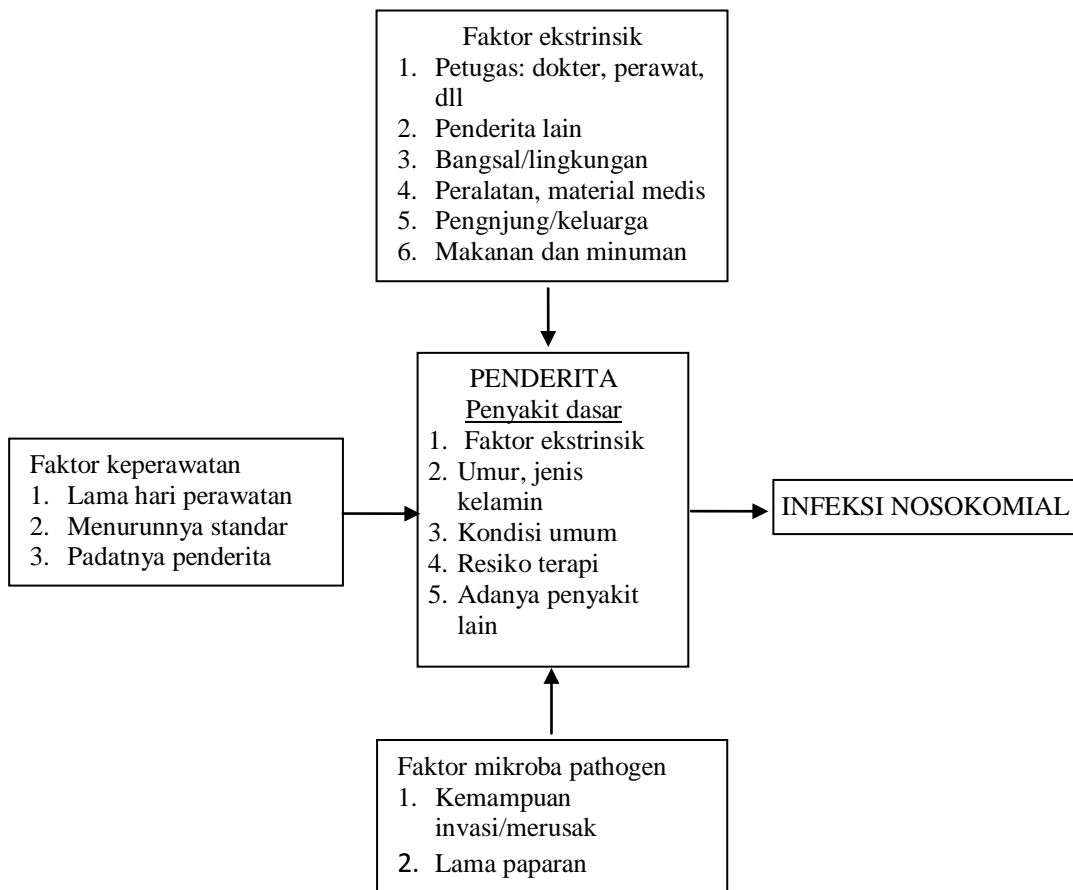 Faktor ekstrinsik
1. Petugas: dokter, perawat,
dll
2. Penderita lain
3. Bangsal/lingkungan
4. Peralatan, material medis
5. Pengnjung/keluarga
6. Makanan dan minuman
PENDERITA
Penyakit dasar
1. Faktor ekstrinsik
2. Umur, jenis
kelamin
3. Kondisi umum
4. Resiko terapi
5. Adanya penyakit
lain
Faktor keperawatan
1. Lama hari perawatan
2. Menurunnya standar
3. Padatnya penderita
INFEKSI NOSOKOMIAL
Faktor mikroba pathogen
1. Kemampuan
invasi/merusak
2. Lama paparan